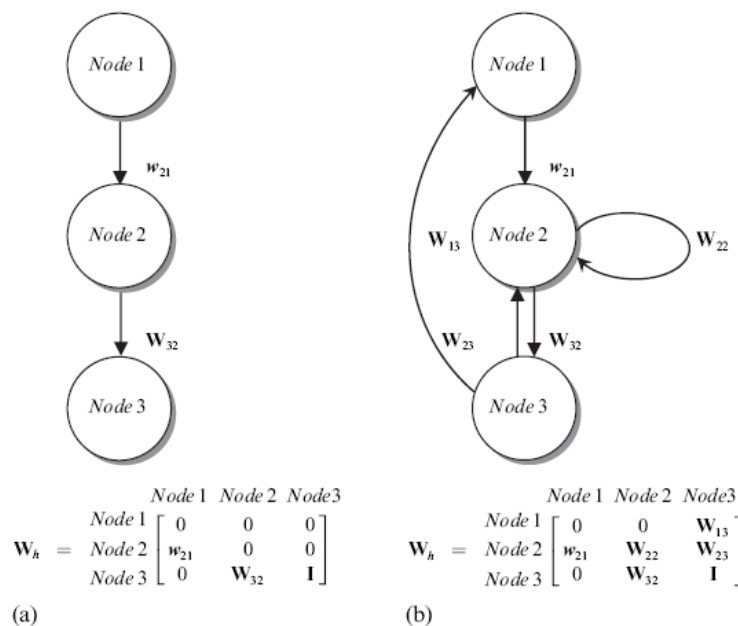 Node 1
w21
Node 2
W32
Node 3
Node 1 Node 2 Node3
Node 1 0 0 0
Wh = Node 2 w21 0 0
Node 3 0 W32 I
(a)
Node 1
w21
Node 2
W13
W22
W23
W32
Node 3
Node 1 Node 2 Node3
Node 1 0 0 W13
Wh = Node 2 w21 W22 W23
Node 3 0 W32 I
(b)